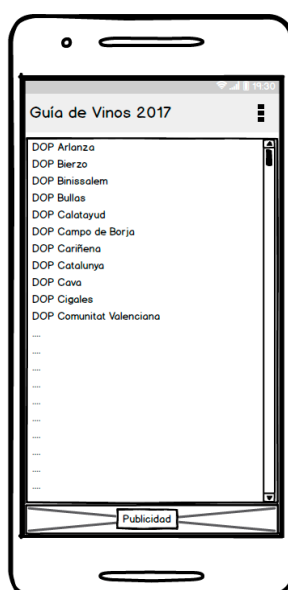 19:30
Guía de Vinos 2017
DOP Arlanza
DOP Bierzo
DOP Binissalem
DOP Bullas
DOP Calatayud
DOP Campo de Borja
DOP Cariñena
DOP Catalunya
DOP Cava
DOP Cigales
DOP Comunitat Valenciana
....
....
....
....
....
....
....
....
....
....
Publicidad